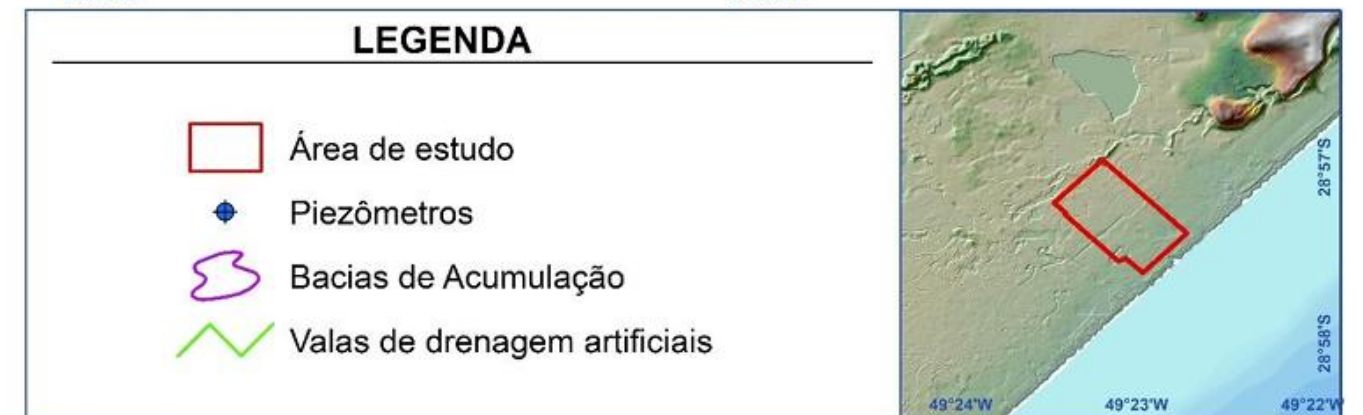 LEGENDA
Área de estudo
Piezômetros
Bacias de Acumulação
Valas de drenagem artificiais
28°57'S
28°58'S
49°24'W
49°23'W
49°22'W